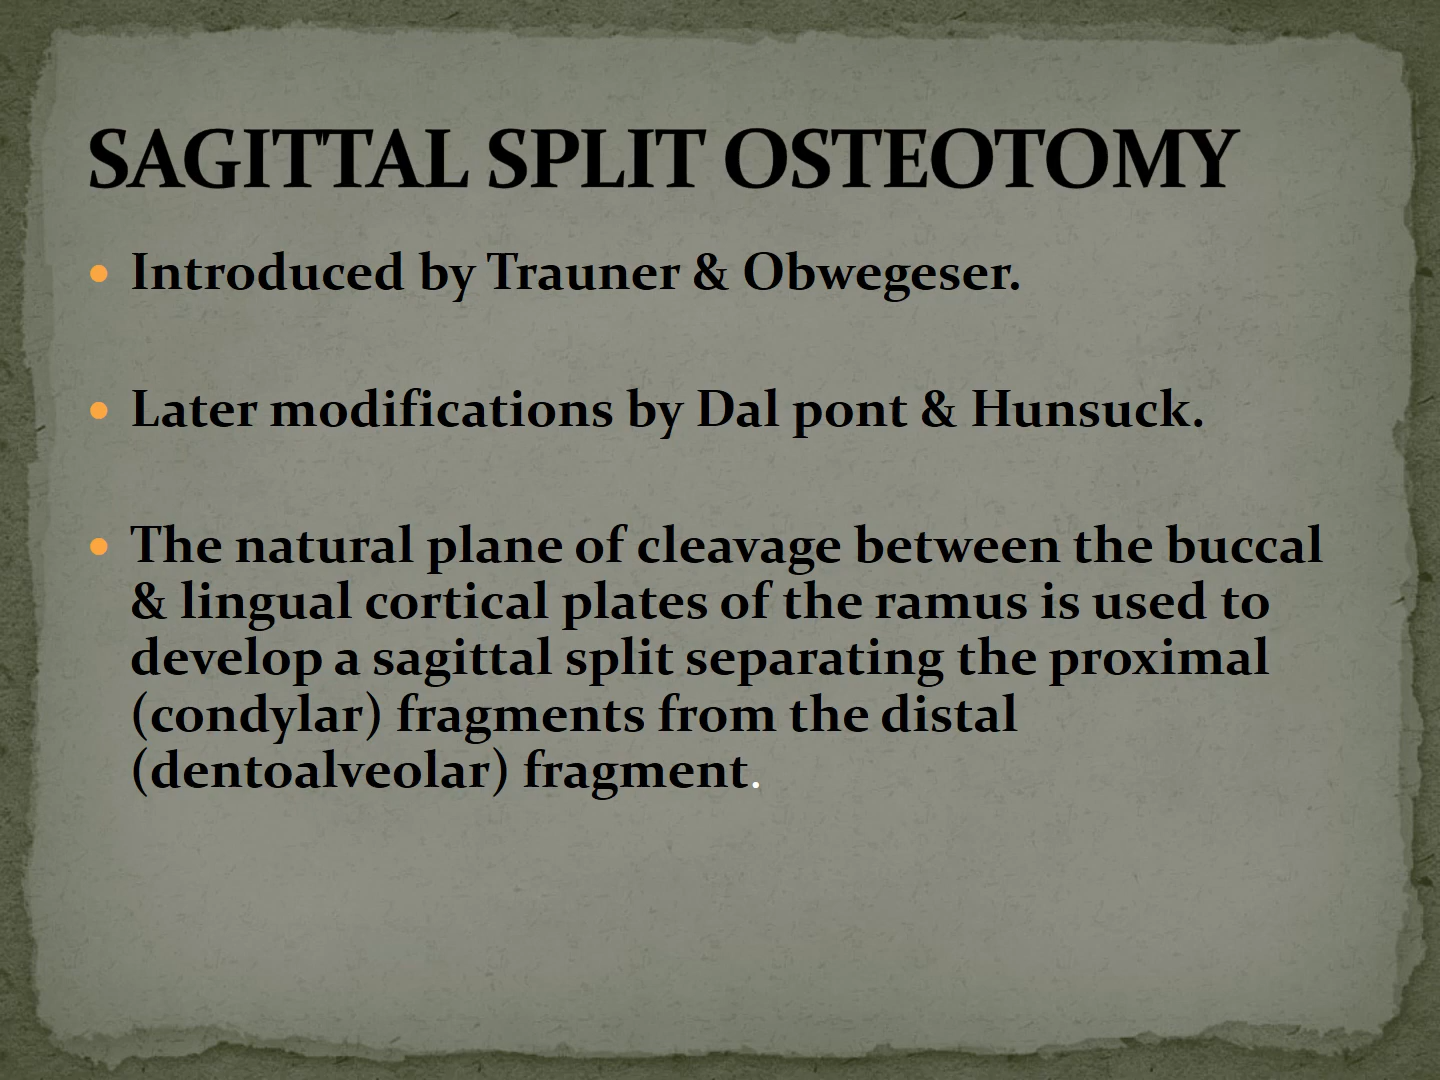 SAGITTAL SPLIT OSTEOTOMY
• Introduced by Trauner & Obwegeser.
• Later modifications by Dal pont & Hunsuck.
• The natural plane of cleavage between the buccal
& lingual cortical plates of the ramus is used to
develop a sagittal split separating the proximal
(condylar) fragments from the distal
(dentoalveolar) fragment.